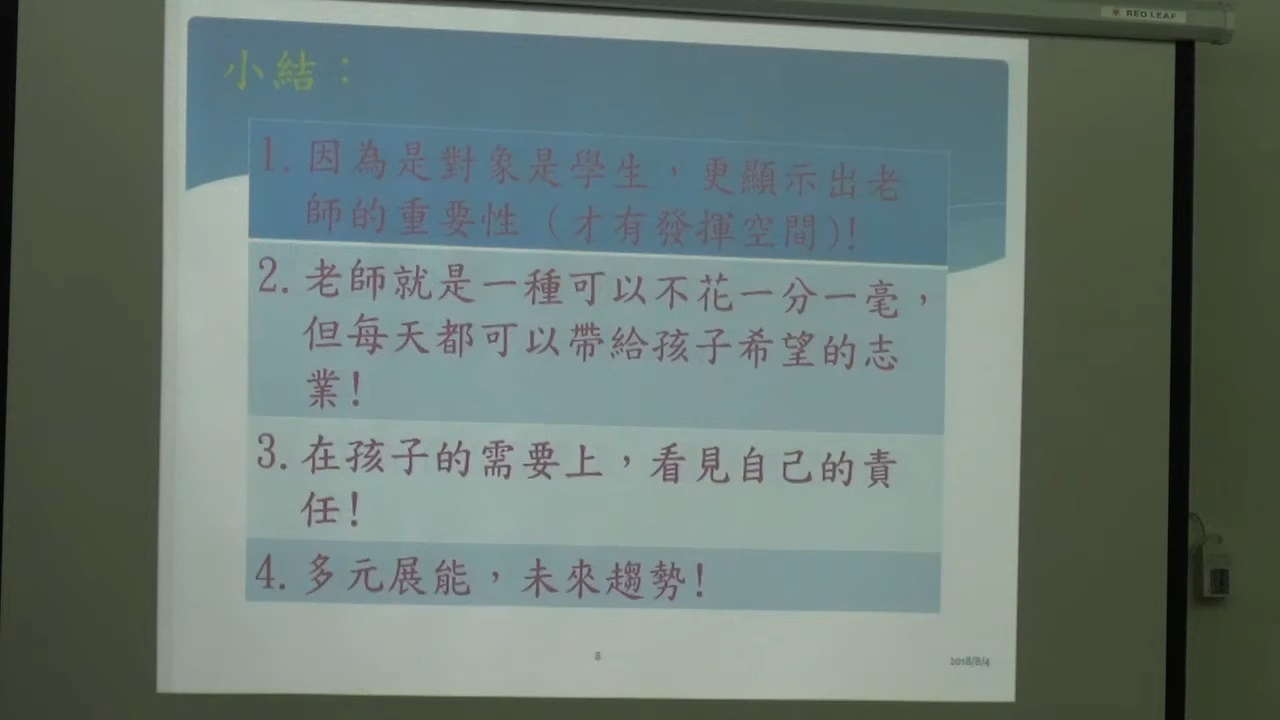 RED LEAF
小結：
1. 因為是對象是學生，更顯示出老
師的重要性（才有發揮空間)!
2. 老師就是一種可以不花一分一毫，
但每天都可以帶給孩子希望的志
業!
3. 在孩子的需要上，看見自己的責
任!
4. 多元展能，未來趨勢!
8
2018/8/4